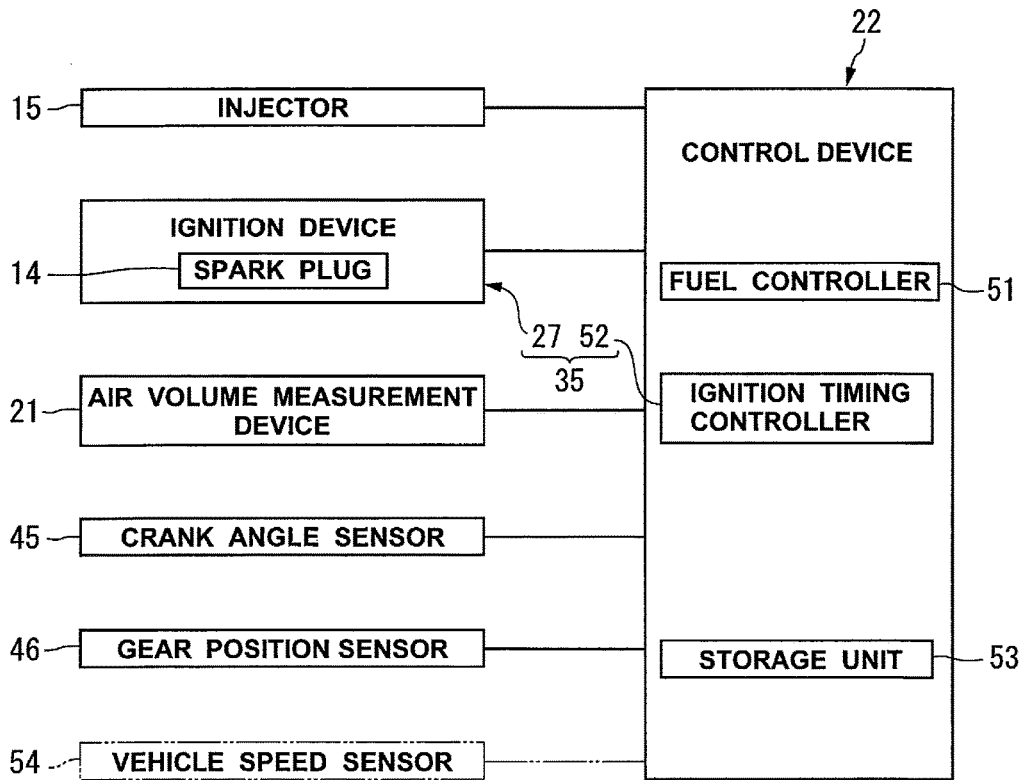 22
15
INJECTOR
CONTROL DEVICE
IGNITION DEVICE
14
SPARK PLUG
FUEL CONTROLLER
51
27 52
35
21
AIR VOLUME MEASUREMENT
DEVICE
IGNITION TIMING
CONTROLLER
45
CRANK ANGLE SENSOR
46
GEAR POSITION SENSOR
STORAGE UNIT
53
54
VEHICLE SPEED SENSOR